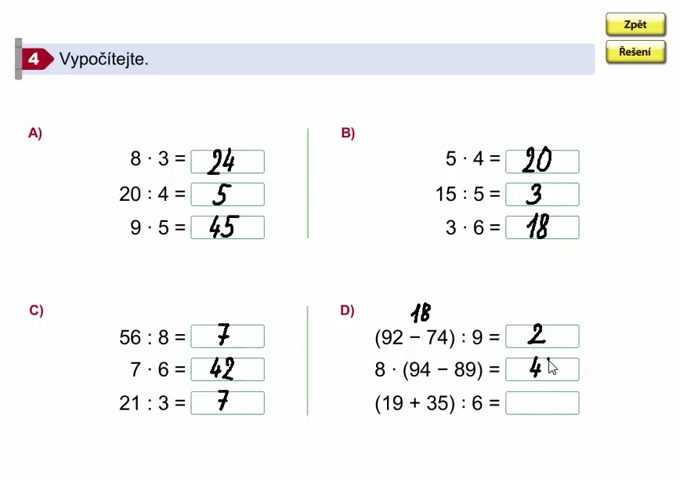 Zpět
Řešení
4 Vypočítejte.
A)
8 · 3 = 24
20 : 4 = 5
9 · 5 = 45
B)
5 · 4 = 20
15 : 5 = 3
3 · 6 = 18
C)
56 : 8 = 7
7 · 6 = 42
21 : 3 = 7
D)
18
(92 − 74) : 9 = 2
8 · (94 − 89) = 4
(19 + 35) : 6 =